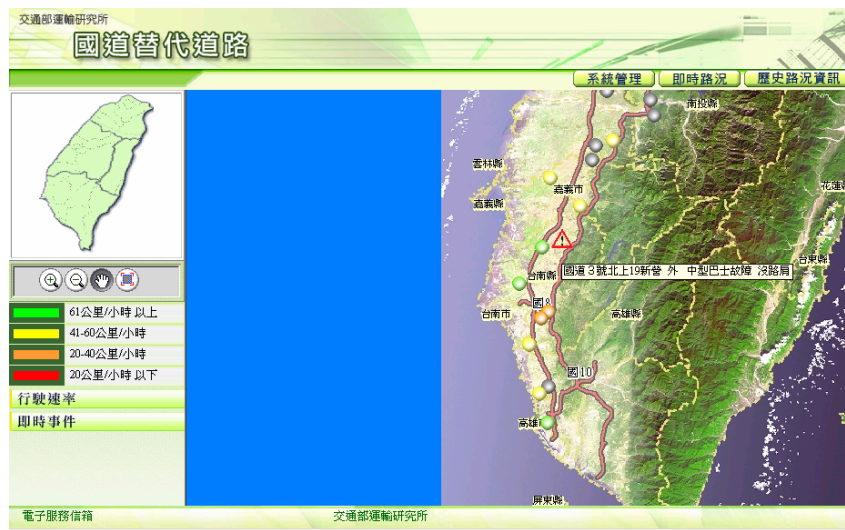 交通部運輸研究所
國道替代道路
系統管理
即時路況
歷史路況資訊
南投縣
雲林縣
嘉義市
花蓮縣
嘉義縣
台東縣
台南縣
國道3號北上19新營 外 中型巴士故障 沒路肩
國8
台南市
高雄縣
國10
高雄
屏東縣
61公里/小時 以上
41-60公里/小時
20-40公里/小時
20公里/小時 以下
行駛速率
即時事件
電子服務信箱
交通部運輸研究所